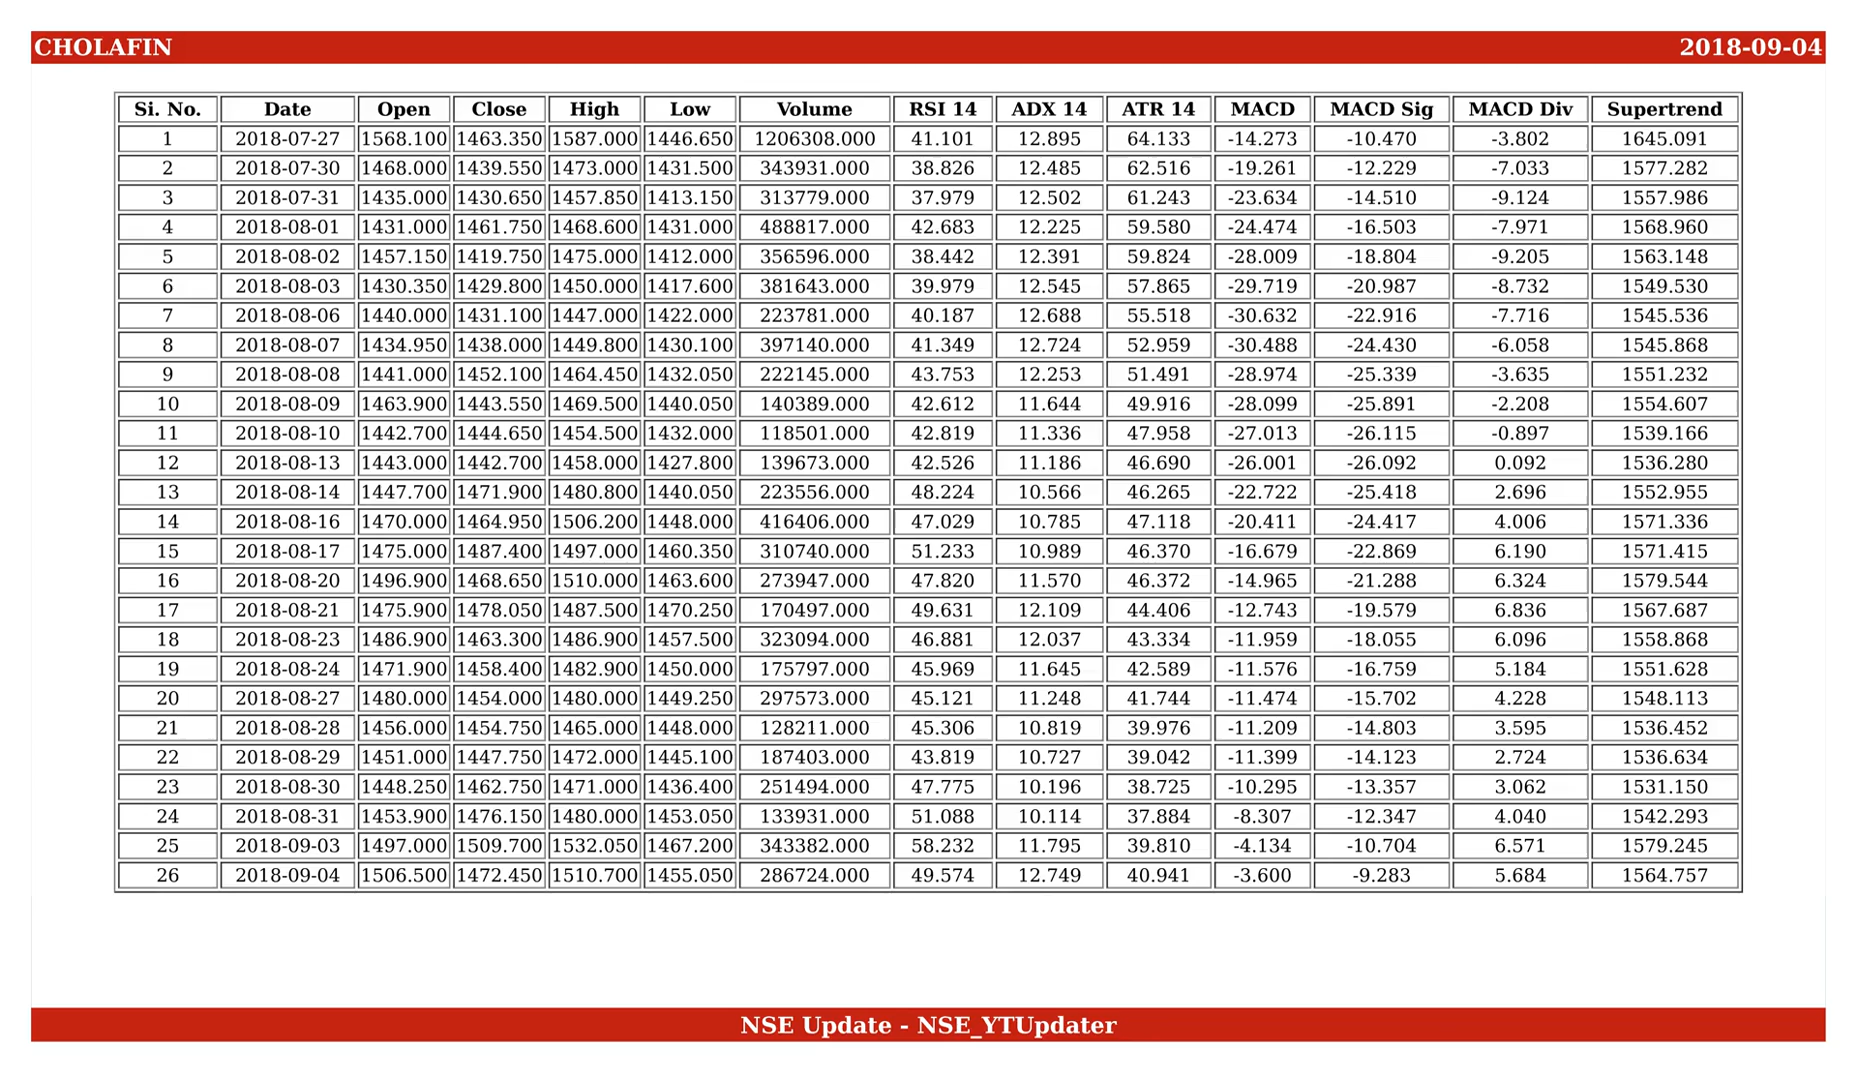 CHOLAFIN 2018-09-04
Si. No. Date Open Close High Low Volume RSI 14 ADX 14 ATR 14 MACD MACD Sig MACD Div Supertrend
1 2018-07-27 1568.100 1463.350 1587.000 1446.650 1206308.000 41.101 12.895 64.133 -14.273 -10.470 -3.802 1645.091
2 2018-07-30 1468.000 1439.550 1473.000 1431.500 343931.000 38.826 12.485 62.516 -19.261 -12.229 -7.033 1577.282
3 2018-07-31 1435.000 1430.650 1457.850 1413.150 313779.000 37.979 12.502 61.243 -23.634 -14.510 -9.124 1557.986
4 2018-08-01 1431.000 1461.750 1468.600 1431.000 488817.000 42.683 12.225 59.580 -24.474 -16.503 -7.971 1568.960
5 2018-08-02 1457.150 1419.750 1475.000 1412.000 356596.000 38.442 12.391 59.824 -28.009 -18.804 -9.205 1563.148
6 2018-08-03 1430.350 1429.800 1450.000 1417.600 381643.000 39.979 12.545 57.865 -29.719 -20.987 -8.732 1549.530
7 2018-08-06 1440.000 1431.100 1447.000 1422.000 223781.000 40.187 12.688 55.518 -30.632 -22.916 -7.716 1545.536
8 2018-08-07 1434.950 1438.000 1449.800 1430.100 397140.000 41.349 12.724 52.959 -30.488 -24.430 -6.058 1545.868
9 2018-08-08 1441.000 1452.100 1464.450 1432.050 222145.000 43.753 12.253 51.491 -28.974 -25.339 -3.635 1551.232
10 2018-08-09 1463.900 1443.550 1469.500 1440.050 140389.000 42.612 11.644 49.916 -28.099 -25.891 -2.208 1554.607
11 2018-08-10 1442.700 1444.650 1454.500 1432.000 118501.000 42.819 11.336 47.958 -27.013 -26.115 -0.897 1539.166
12 2018-08-13 1443.000 1442.700 1458.000 1427.800 139673.000 42.526 11.186 46.690 -26.001 -26.092 0.092 1536.280
13 2018-08-14 1447.700 1471.900 1480.800 1440.050 223556.000 48.224 10.566 46.265 -22.722 -25.418 2.696 1552.955
14 2018-08-16 1470.000 1464.950 1506.200 1448.000 416406.000 47.029 10.785 47.118 -20.411 -24.417 4.006 1571.336
15 2018-08-17 1475.000 1487.400 1497.000 1460.350 310740.000 51.233 10.989 46.370 -16.679 -22.869 6.190 1571.415
16 2018-08-20 1496.900 1468.650 1510.000 1463.600 273947.000 47.820 11.570 46.372 -14.965 -21.288 6.324 1579.544
17 2018-08-21 1475.900 1478.050 1487.500 1470.250 170497.000 49.631 12.109 44.406 -12.743 -19.579 6.836 1567.687
18 2018-08-23 1486.900 1463.300 1486.900 1457.500 323094.000 46.881 12.037 43.334 -11.959 -18.055 6.096 1558.868
19 2018-08-24 1471.900 1458.400 1482.900 1450.000 175797.000 45.969 11.645 42.589 -11.576 -16.759 5.184 1551.628
20 2018-08-27 1480.000 1454.000 1480.000 1449.250 297573.000 45.121 11.248 41.744 -11.474 -15.702 4.228 1548.113
21 2018-08-28 1456.000 1454.750 1465.000 1448.000 128211.000 45.306 10.819 39.976 -11.209 -14.803 3.595 1536.452
22 2018-08-29 1451.000 1447.750 1472.000 1445.100 187403.000 43.819 10.727 39.042 -11.399 -14.123 2.724 1536.634
23 2018-08-30 1448.250 1462.750 1471.000 1436.400 251494.000 47.775 10.196 38.725 -10.295 -13.357 3.062 1531.150
24 2018-08-31 1453.900 1476.150 1480.000 1453.050 133931.000 51.088 10.114 37.884 -8.307 -12.347 4.040 1542.293
25 2018-09-03 1497.000 1509.700 1532.050 1467.200 343382.000 58.232 11.795 39.810 -4.134 -10.704 6.571 1579.245
26 2018-09-04 1506.500 1472.450 1510.700 1455.050 286724.000 49.574 12.749 40.941 -3.600 -9.283 5.684 1564.757
NSE Update - NSE_YTUpdater